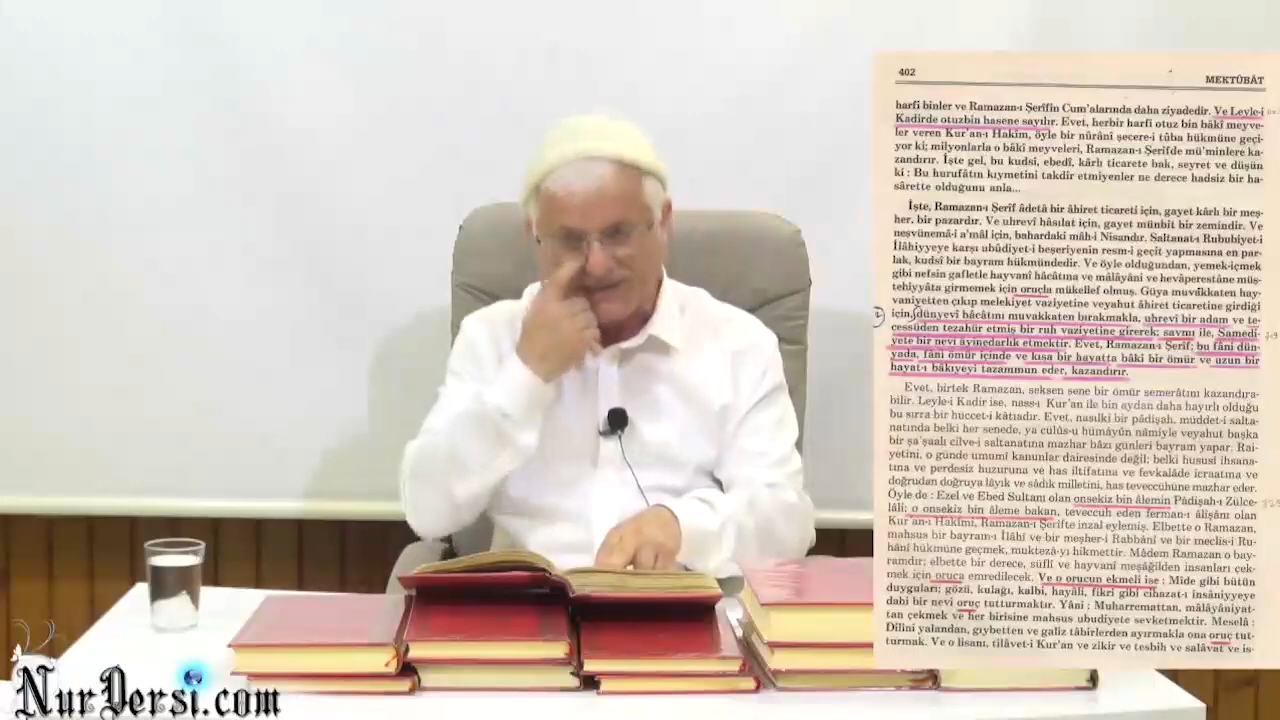 402
MEKTÛBÂT
harfi binler ve Ramazan-ı Şerîfin Cum'alarında daha ziyadedir. Ve Leyle-i
Kadirde otuzbin hasene sayılır. Evet, herbir harfi otuz bin bâkî meyve-
ler veren Kur'an-ı Hakîm, öyle bir nûrânî şecere-i tûba hükmüne geçi-
yor ki; milyonlarla o bâkî meyveleri, Ramazan-ı Şerîfde mü'minlere ka-
zandırır. İşte gel, bu kudsî, ebedî, kârlı ticarete bak, seyret ve düşün
ki : Bu hurufâtın kıymetini takdir etmiyenler ne derece hadsiz bir ha-
sârette olduğunu anla...
İşte, Ramazan-ı Şerîf âdetâ bir âhiret ticareti için, gayet kârlı bir meş-
her, bir pazardır. Ve uhrevî hâsılat için, gayet münbit bir zemindir. Ve
neşvünemâ-i a'mâl için, bahardaki mâh-i Nisandır. Saltanat-ı Rububiyet-i
İlâhiyyeye karşı ubûdiyet-i beşeriyenin resm-i geçit yapmasına en par-
lak, kudsî bir bayram hükmündedir. Ve öyle olduğundan, yemek-içmek
gibi nefsin gafletle hayvanî hâcâtına ve mâlâyâni ve hevâperestâne müş-
tehiyyâta girmemek için oruçla mükellef olmuş. Güya muvakkaten hay-
vaniyetten çıkıp melekiyet vaziyetine veyahut âhiret ticaretine girdiği
için, dünyevî hâcâtını muvakkaten bırakmakla, uhrevî bir adam ve te-
cessüden tezahür etmiş bir ruh vaziyetine girerek; savmı ile, Samedi-
yete bir nevi âyinedarlık etmektir. Evet, Ramazan-ı Şerîf; bu fâni dün-
yada, fâni ömür içinde ve kısa bir hayatta bâkî bir ömür ve uzun bir
hayat-ı bâkıyeyi tazammun eder, kazandırır.
Evet, birtek Ramazan, seksen sene bir ömür semerâtını kazandıra-
bilir. Leyle-i Kadir ise, nass-ı Kur'an ile bin aydan daha hayırlı olduğu
bu sırra bir hüccet-i kâtıadır. Evet, nasılki bir pâdişah, müddet-i salta-
natında belki her senede, ya cülûs-u hümâyûn nâmiyle veyahut başka
bir şa'şaalı cilve-i saltanatına mazhar bâzı günleri bayram yapar. Rai-
yetini, o günde umumî kanunlar dairesinde değil; belki hususî ihsana-
tına ve perdesiz huzuruna ve has iltifatına ve fevkalâde icraatına ve
doğrudan doğruya lâyık ve sâdık milletini, has teveccühüne mazhar eder.
Öyle de : Ezel ve Ebed Sultanı olan onsekiz bin âlemin Pâdişah-ı Zülce-
lâli; o onsekiz bin âleme bakan, teveccüh eden ferman-ı âlişânı olan
Kur'an-ı Hakîmi, Ramazan-ı Şerîfte inzal eylemiş. Elbette o Ramazan,
mahsus bir bayram-ı İlâhî ve bir meşher-i Rabbânî ve bir meclis-i Ru-
hânî hükmüne geçmek, mukteza-yı hikmettir. Mâdem Ramazan o bay-
ramdır; elbette bir derece, süflî ve hayvanî meşâğilden insanları çek-
mek için oruca emredilecek. Ve o orucun ekmeli ise : Mide gibi bütün
duyguları; gözü, kulağı, kalbi, hayâli, fikri gibi cihazat-ı insâniyyeye
dahi bir nevi oruç tutturmaktır. Yâni : Muharremattan, mâlâyâniyat-
tan çekmek ve her birisine mahsus ubudiyete sevketmektir. Meselâ :
Dilini yalandan, gıybetten ve galiz tâbirlerden ayırmakla ona oruç tut-
turmak. Ve o lisanı, tilâvet-i Kur'an ve zikir ve tesbih ve salâvat ve is-
NurDersi.com